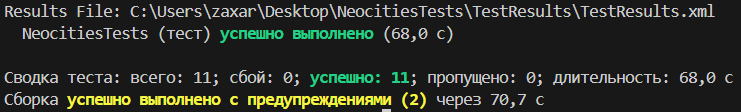 Results File: C:\Users\zaxar\Desktop\NeocitiesTests\TestResults\TestResults.xml
NeocitiesTests (тест) успешно выполнено (68,0 с)
Сводка теста: всего: 11; сбой: 0; успешно: 11; пропущено: 0; длительность: 68,0 с
Сборка успешно выполнено с предупреждениями (2) через 70,7 с